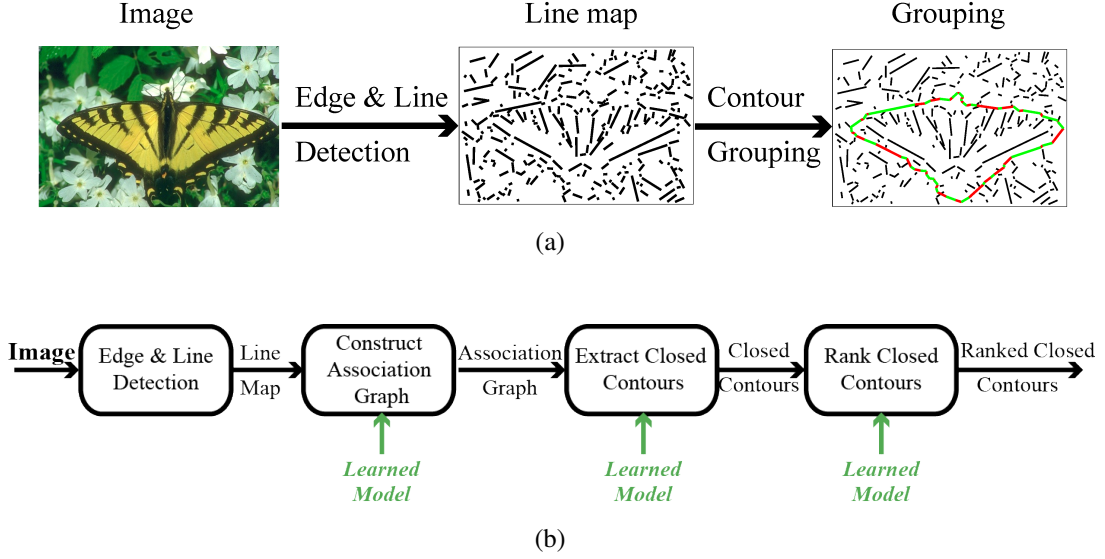 Image
Line map
Grouping
Edge & Line
Detection
Contour
Grouping
(a)
Image
Edge & Line
Detection
Line
Map
Construct
Association
Graph
Association
Graph
Extract Closed
Contours
Closed
Contours
Rank Closed
Contours
Ranked Closed
Contours
Learned
Model
Learned
Model
Learned
Model
(b)